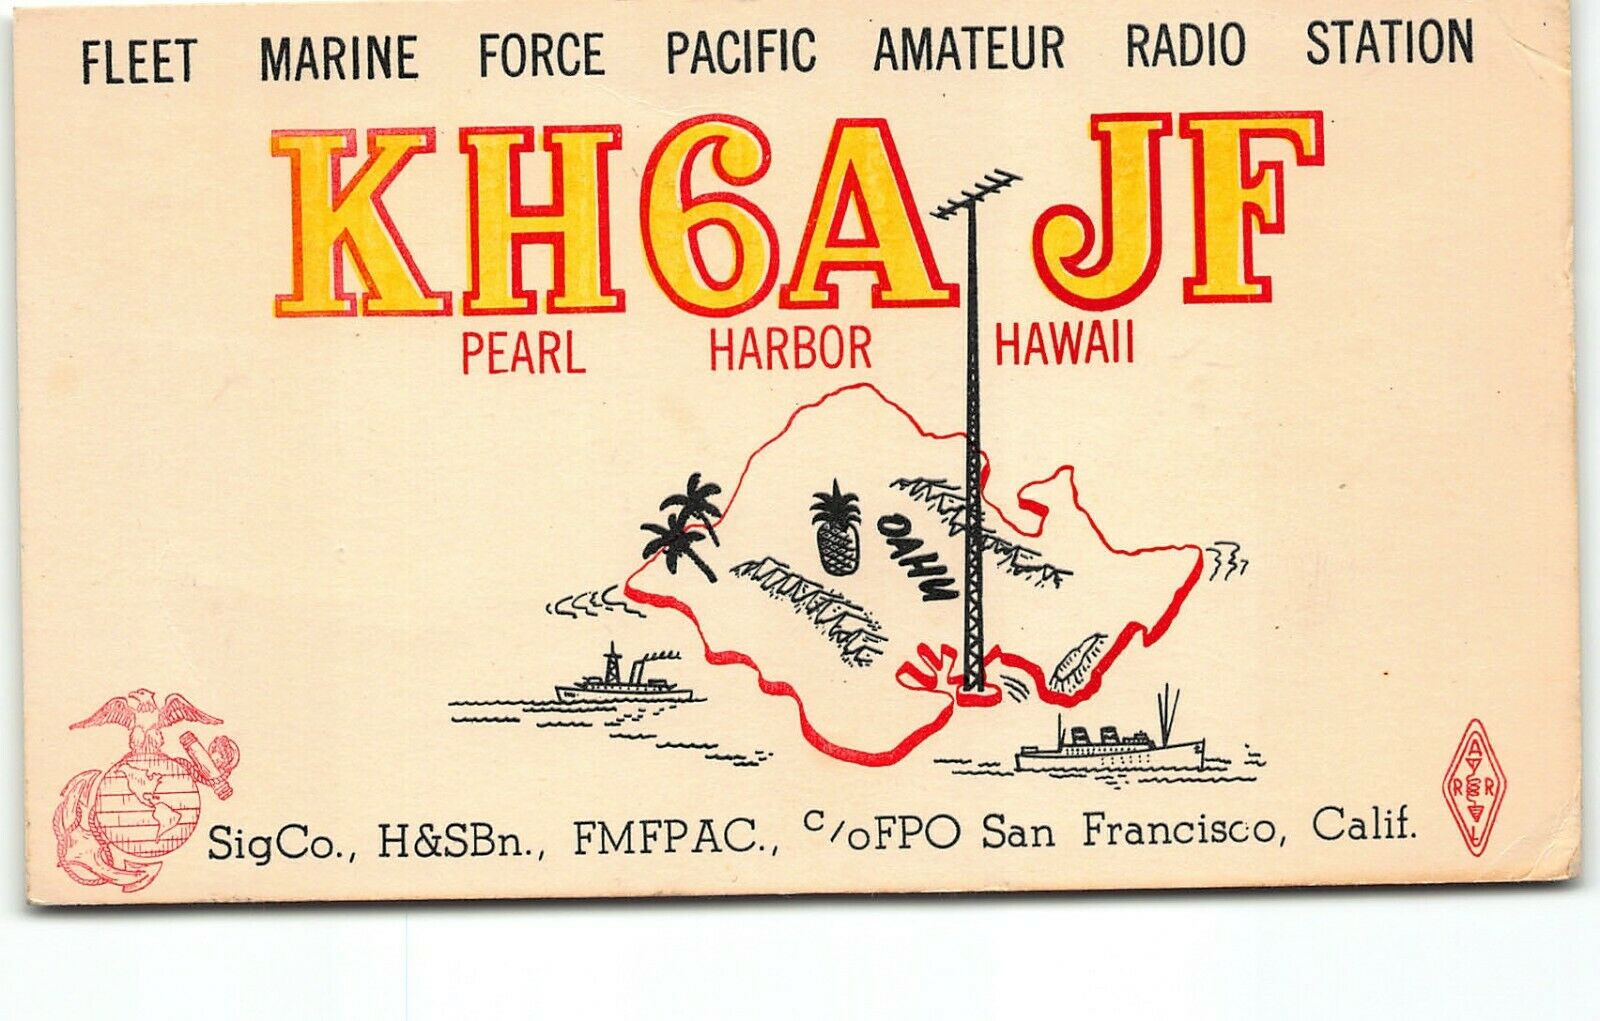 FLEET MARINE FORCE PACIFIC AMATEUR RADIO STATION
KH6AJF
PEARL HARBOR HAWAII
OAHU
ARRL
SigCo., H&SBn., FMFPAC., c/oFPO San Francisco, Calif.